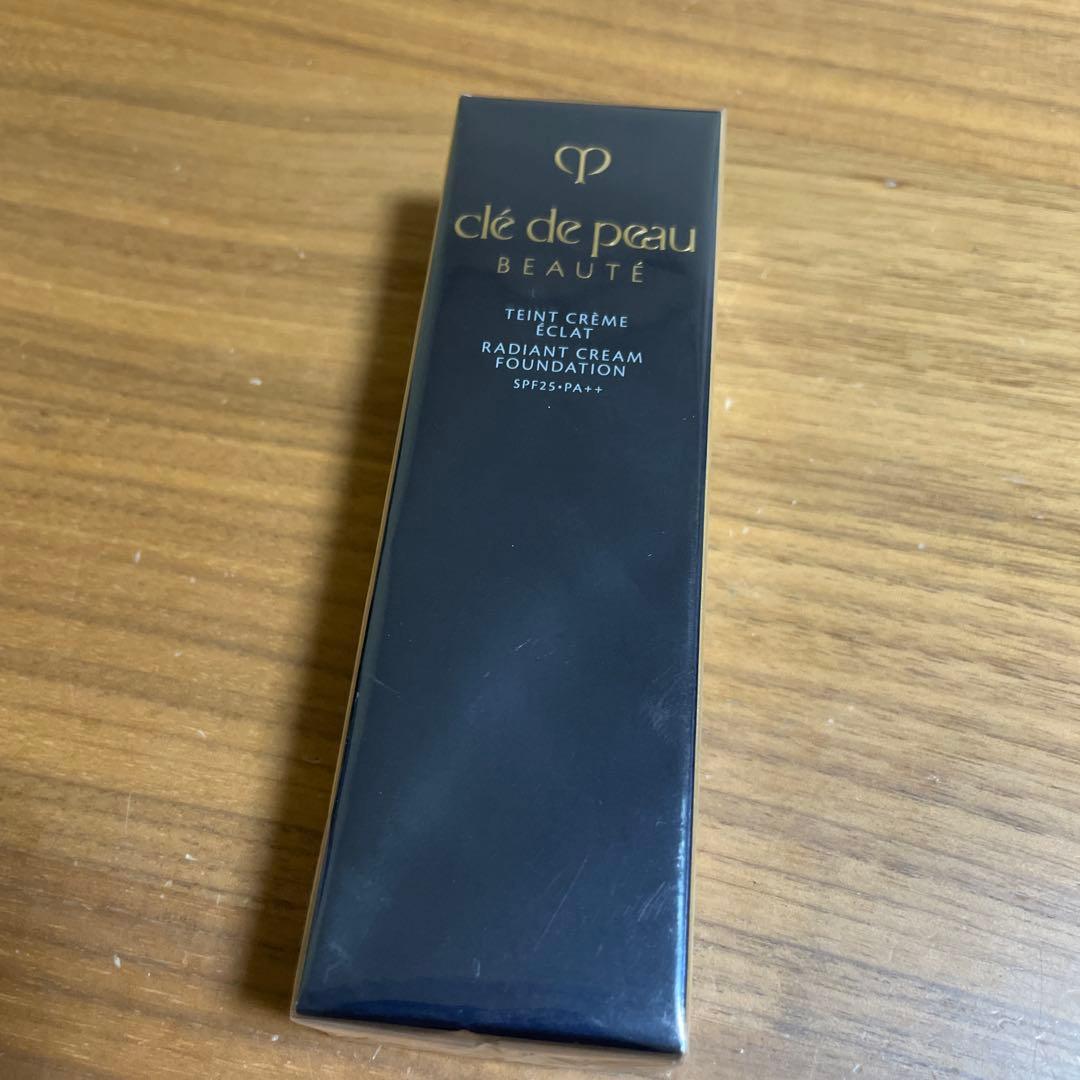 clé de peau
BEAUTÉ
TEINT CRÈME
ÉCLAT
RADIANT CREAM
FOUNDATION
SPF25•PA++